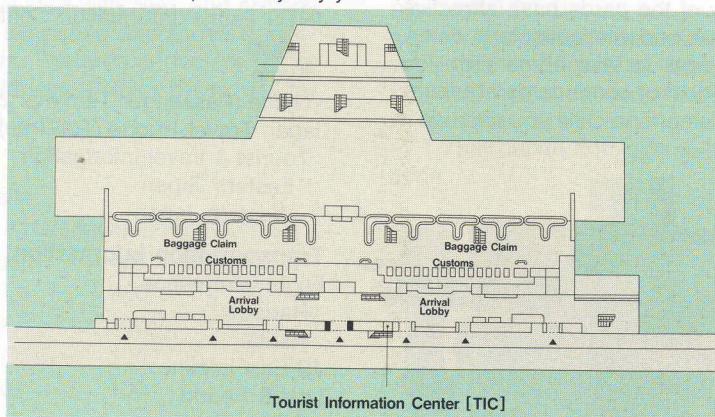 Baggage Claim
Baggage Claim
Customs
Customs
Arrival
Lobby
Arrival
Lobby
Tourist Information Center [TIC]